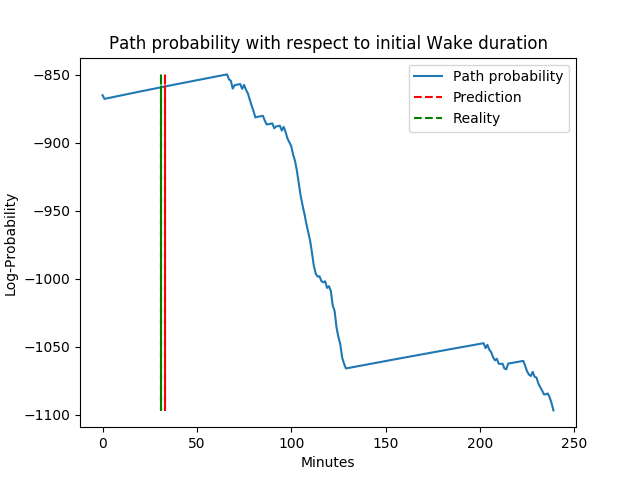 Path probability with respect to initial Wake duration
Path probability
Prediction
Reality
−850
−900
−950
−1000
−1050
−1100
Log-Probability
0 50 100 150 200 250
Minutes